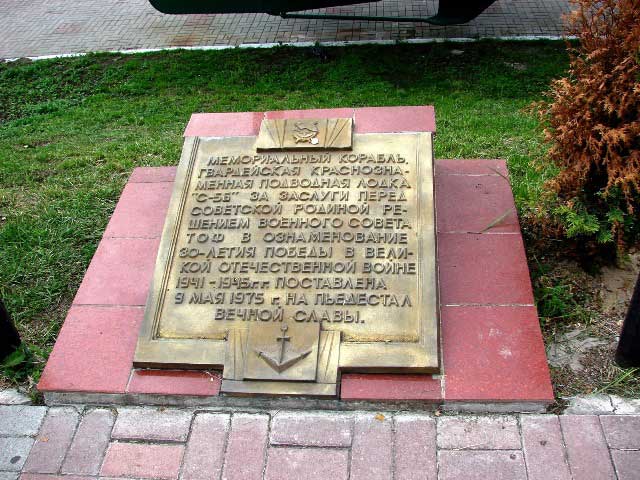 МЕМОРИАЛЬНЫЙ КОРАБЛЬ,
ГВАРДЕЙСКАЯ КРАСНОЗНА-
МЕННАЯ ПОДВОДНАЯ ЛОДКА
"С-56" ЗА ЗАСЛУГИ ПЕРЕД
СОВЕТСКОЙ РОДИНОЙ РЕ-
ШЕНИЕМ ВОЕННОГО СОВЕТА
ТОФ В ОЗНАМЕНОВАНИЕ
30-ЛЕТИЯ ПОБЕДЫ В ВЕЛИ-
КОЙ ОТЕЧЕСТВЕННОЙ ВОЙНЕ
1941-1945г.г. ПОСТАВЛЕНА
9 МАЯ 1975 г. НА ПЬЕДЕСТАЛ
ВЕЧНОЙ СЛАВЫ.